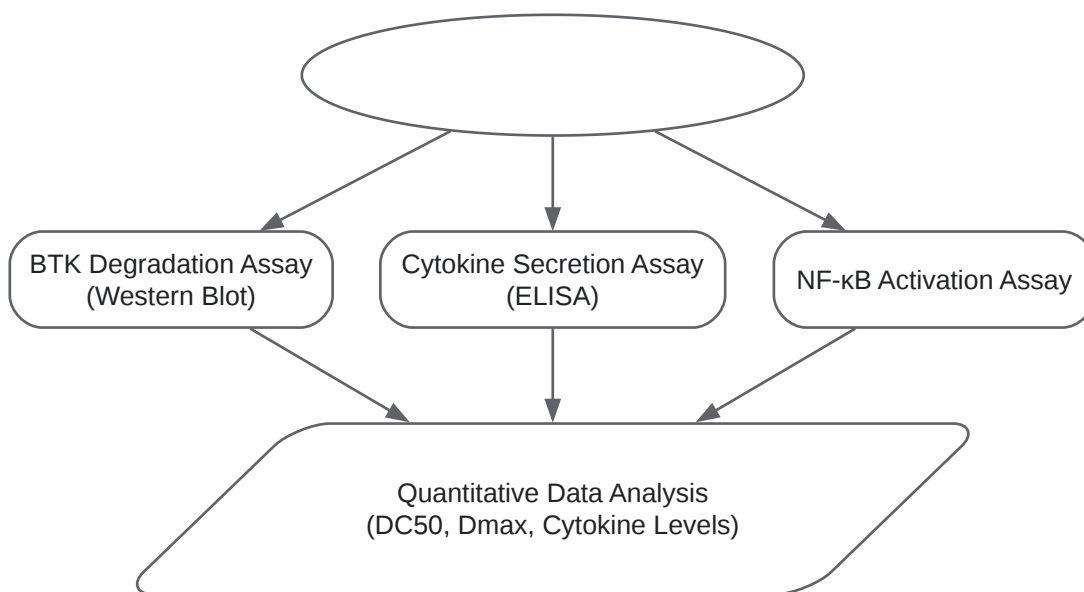 BTK Degradation Assay
(Western Blot)
Cytokine Secretion Assay
(ELISA)
NF-κB Activation Assay
Quantitative Data Analysis
(DC50, Dmax, Cytokine Levels)